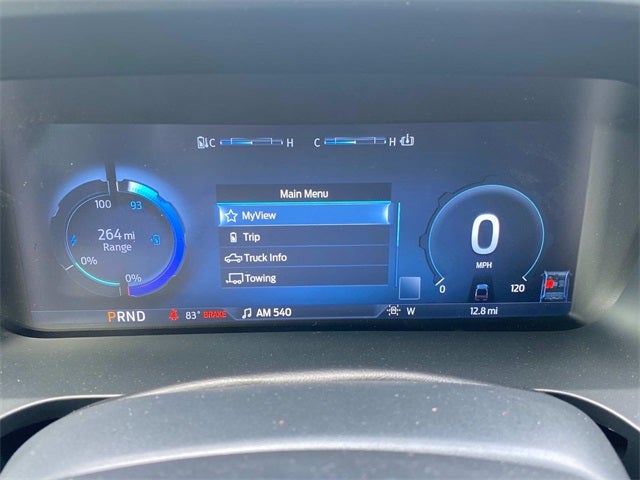 C H C H
Main Menu
MyView
Trip
Truck Info
Towing
100 93
264 mi
Range
0%
0%
0
MPH
0 120
PRND 83° BRAKE AM 540 W 12.8 mi